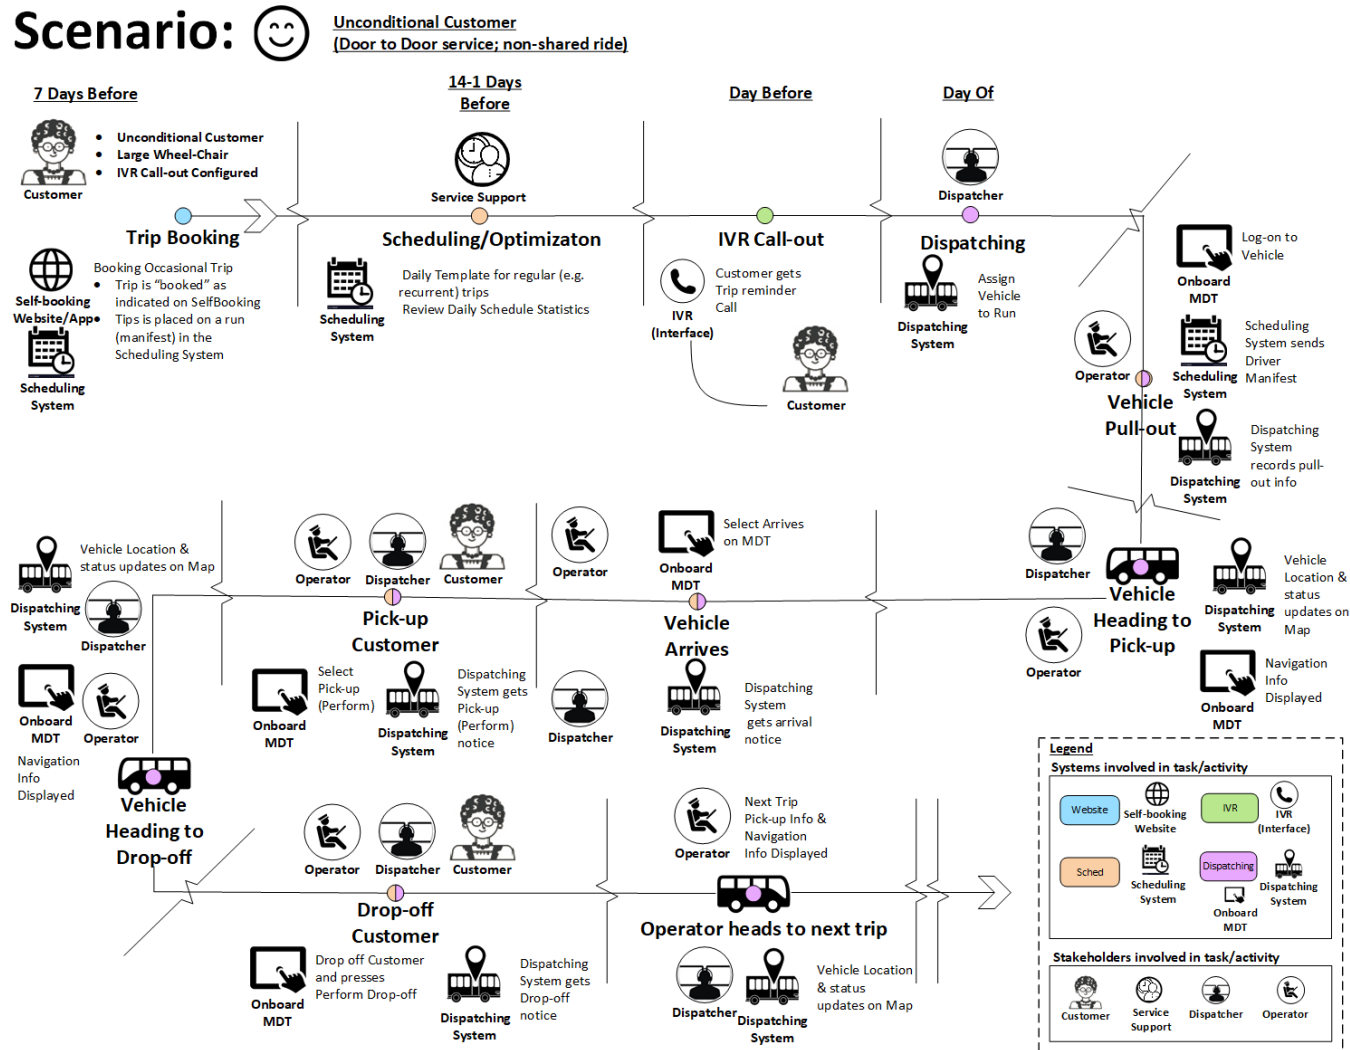 Scenario:
Unconditional Customer
(Door to Door service; non-shared ride)
7 Days Before
14-1 Days
Before
Day Before
Day Of
• Unconditional Customer
• Large Wheel-Chair
• IVR Call-out Configured
Customer
Service Support
Dispatcher
Trip Booking
Scheduling/Optimizaton
IVR Call-out
Dispatching
Self-booking
Website/App
Scheduling
System
Booking Occasional Trip
• Trip is “booked” as
indicated on SelfBooking
• Tips is placed on a run
(manifest) in the
Scheduling System
Scheduling
System
Daily Template for regular (e.g.
recurrent) trips
Review Daily Schedule Statistics
IVR
(Interface)
Customer gets
Trip reminder
Call
Customer
Dispatching
System
Assign
Vehicle
to Run
Onboard
MDT
Log-on to
Vehicle
Operator
Scheduling
System
Scheduling
System sends
Driver
Manifest
Vehicle
Pull-out
Dispatching
System
Dispatching
System
records pull-
out info
Dispatcher
Operator
Vehicle
Heading to
Pick-up
Dispatching
System
Vehicle
Location &
status
updates on
Map
Onboard
MDT
Navigation
Info
Displayed
Operator
Onboard
MDT
Select Arrives
on MDT
Vehicle
Arrives
Dispatcher
Dispatching
System
Dispatching
System
gets arrival
notice
Operator
Dispatcher
Customer
Pick-up
Customer
Onboard
MDT
Select
Pick-up
(Perform)
Dispatching
System
Dispatching
System gets
Pick-up
(Perform)
notice
Dispatching
System
Vehicle Location &
status updates on Map
Dispatcher
Onboard
MDT
Operator
Navigation
Info
Displayed
Vehicle
Heading to
Drop-off
Operator
Dispatcher
Customer
Drop-off
Customer
Onboard
MDT
Drop off Customer
and presses
Perform Drop-off
Dispatching
System
Dispatching
System gets
Drop-off
notice
Operator
Next Trip
Pick-up Info &
Navigation
Info Displayed
Operator heads to next trip
Dispatcher
Dispatching
System
Vehicle Location
& status
updates on Map
Legend
Systems involved in task/activity
Website
Self-booking
Website
IVR
IVR
(Interface)
Sched
Scheduling
System
Dispatching
Onboard
MDT
Dispatching
System
Stakeholders involved in task/activity
Customer
Service
Support
Dispatcher
Operator